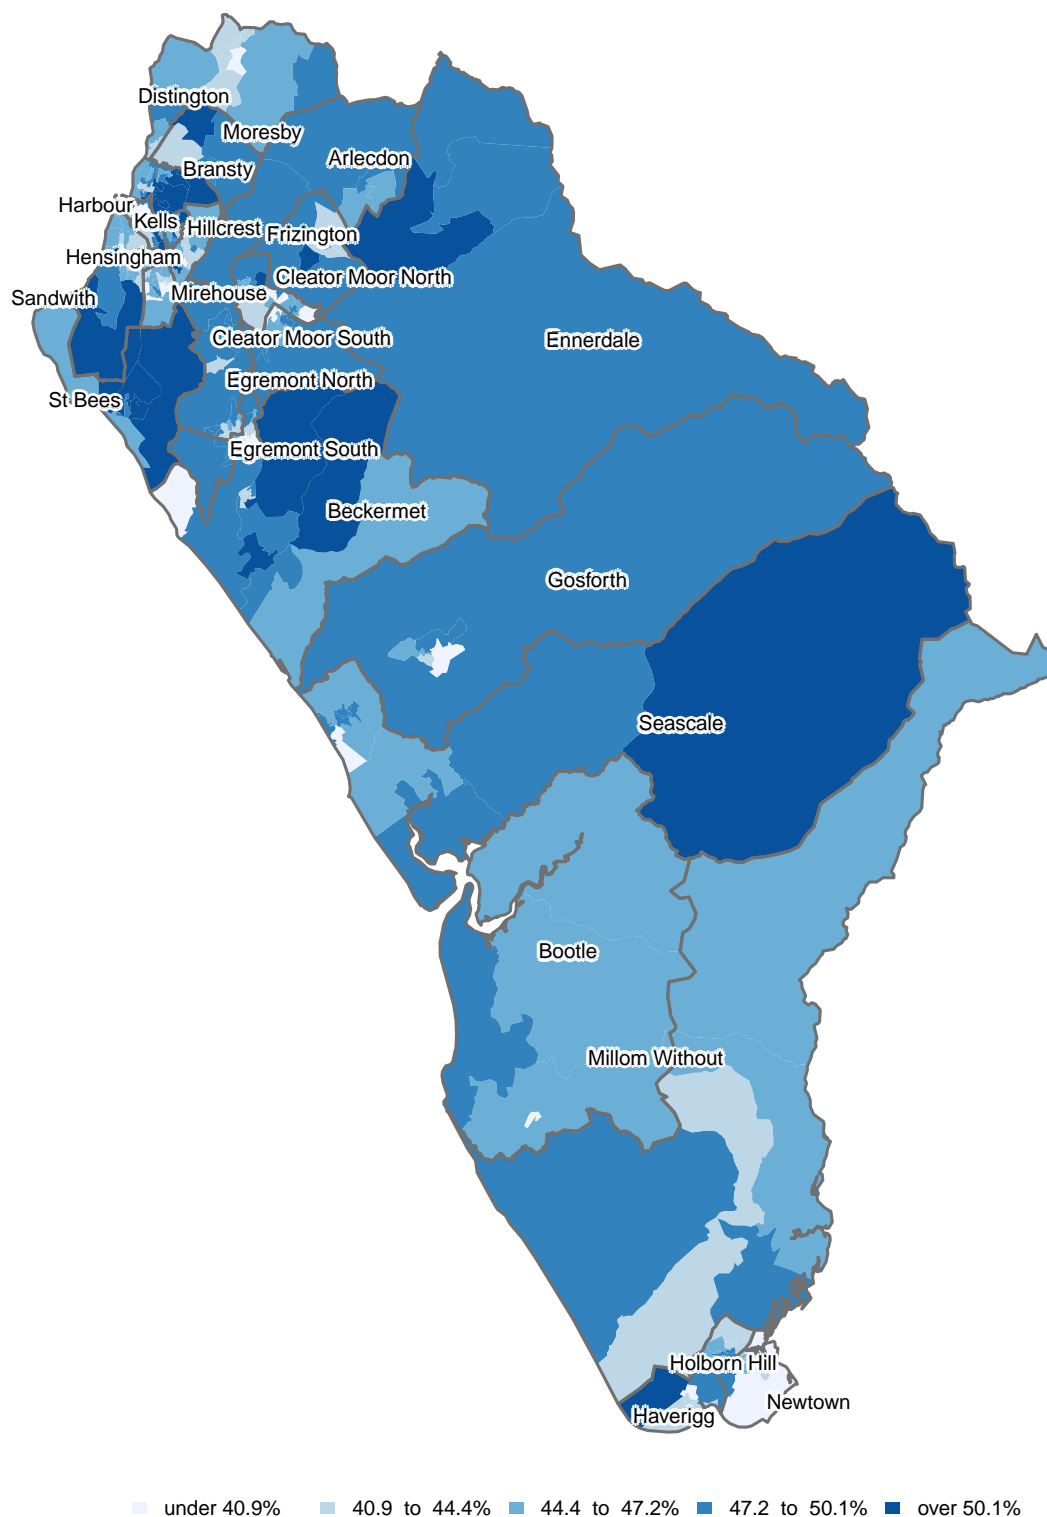 Distington
Moresby
Arlecdon
Bransty
Harbour
Kells
Hillcrest
Frizington
Hensingham
Cleator Moor North
Sandwith
Mirehouse
Cleator Moor South
Ennerdale
Egremont North
St Bees
Egremont South
Beckermet
Gosforth
Seascale
Bootle
Millom Without
Holborn Hill
Newtown
Haverigg
under 40.9% 40.9 to 44.4% 44.4 to 47.2% 47.2 to 50.1% over 50.1%